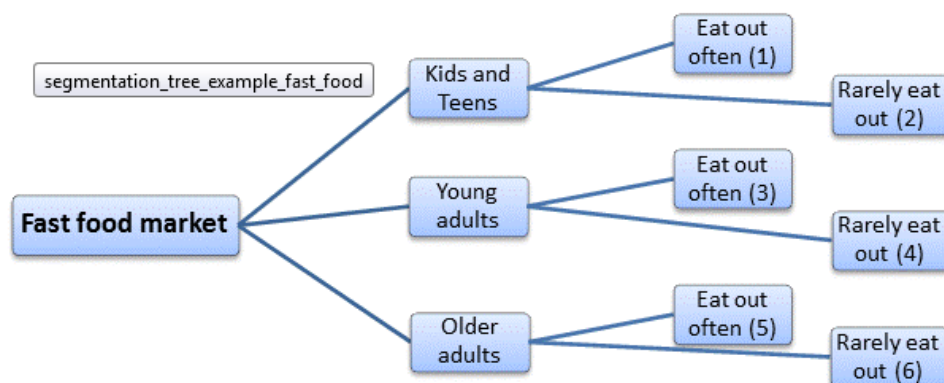 Eat out
often (1)
segmentation_tree_example_fast_food
Kids and
Teens
Rarely eat
out (2)
Fast food market
Young
adults
Eat out
often (3)
Rarely eat
out (4)
Older
adults
Eat out
often (5)
Rarely eat
out (6)